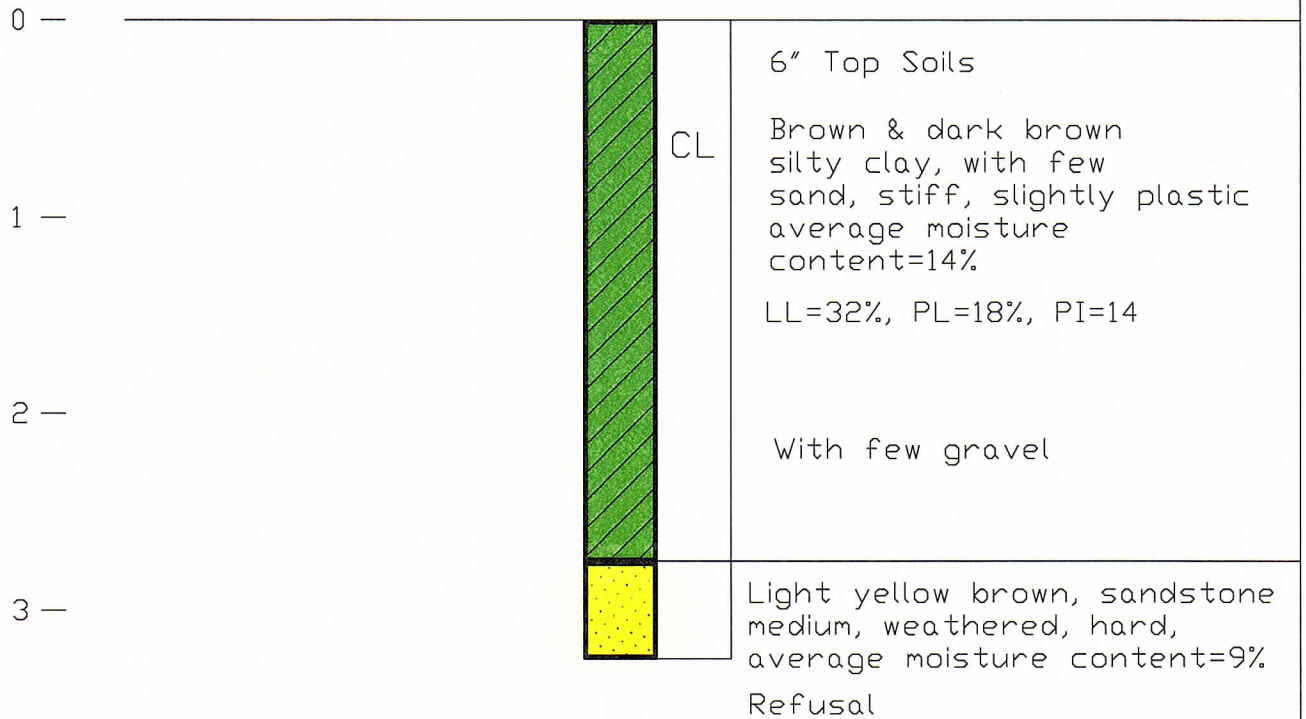 0
6" Top Soils
CL
Brown & dark brown
silty clay, with few
sand, stiff, slightly plastic
average moisture
content=14%
1
LL=32%, PL=18%, PI=14
2
With few gravel
3
Light yellow brown, sandstone
medium, weathered, hard,
average moisture content=9%
Refusal